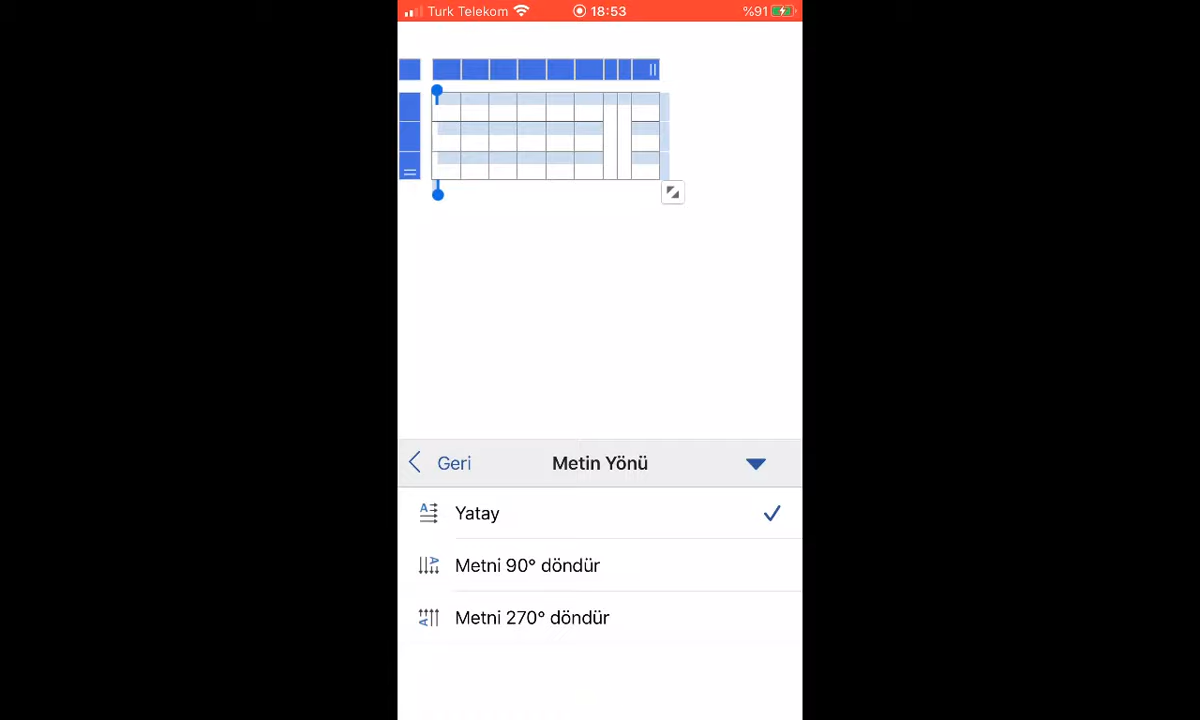 Turk Telekom 18:53 %91
Geri Metin Yönü
Yatay
Metni 90° döndür
Metni 270° döndür